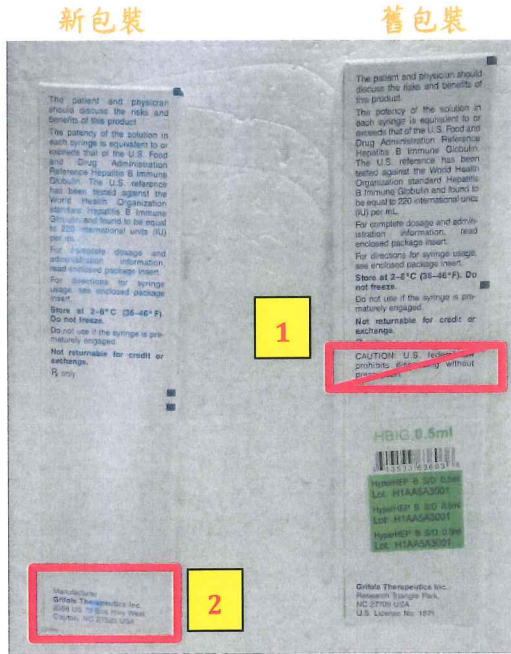 新包裝
The patient and physician
should discuss the risks and
benefits of this product.
The potency of the solution in
each syringe is equivalent to or
exceeds that of the U.S. Food
and Drug Administration
Reference Hepatitis B Immune
Globulin. The U.S. reference
has been tested against the
World Health Organization
standard Hepatitis B Immune
Globulin and found to be equal
to 220 international units (IU)
per mL.
For complete dosage and
administration information,
read enclosed package insert.
For directions for syringe
usage, see enclosed package
insert.
Store at 2–8°C (36–46°F).
Do not freeze.
Do not use if the syringe is pre-
maturely engaged.
Not returnable for credit or
exchange.
℞ only
Manufacturer
Grifols Therapeutics Inc.
Clayton, NC USA
2
舊包裝
The patient and physician should
discuss the risks and benefits of
this product.
The potency of the solution in
each syringe is equivalent to or
exceeds that of the U.S. Food and
Drug Administration Reference
Hepatitis B Immune Globulin.
The U.S. reference has been
tested against the World Health
Organization standard Hepatitis
B Immune Globulin and found to
be equal to 220 international units
(IU) per mL.
For complete dosage and admin-
istration information, read
enclosed package insert.
For directions for syringe usage,
see enclosed package insert.
Store at 2–8°C (36–46°F). Do
not freeze.
Do not use if the syringe is pre-
maturely engaged.
Not returnable for credit or
exchange.
1
CAUTION: U.S. federal
prohibits without
HBIG 0.5ml
HyperHEP B S/D 0.5ml
Lot: H1AA5A3001
HyperHEP B S/D 0.5ml
Lot: H1AA5A3001
HyperHEP B S/D 0.5ml
Lot: H1AA5A3001
Grifols Therapeutics Inc.
Research Triangle Park,
NC 27709 USA
U.S. License No. 1871